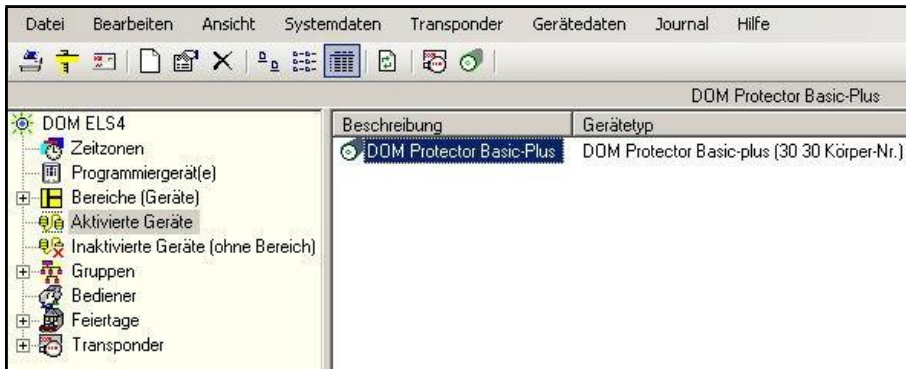 Datei Bearbeiten Ansicht Systemdaten Transponder Gerätedaten Journal Hilfe
DOM Protector Basic-Plus
DOM ELS4
Zeitzonen
Programmiergerät(e)
Bereiche (Geräte)
Aktivierte Geräte
Inaktivierte Geräte (ohne Bereich)
Gruppen
Bediener
Feiertage
Transponder
Beschreibung Gerätetyp
DOM Protector Basic-Plus DOM Protector Basic-plus (30 30 Körper-Nr.)